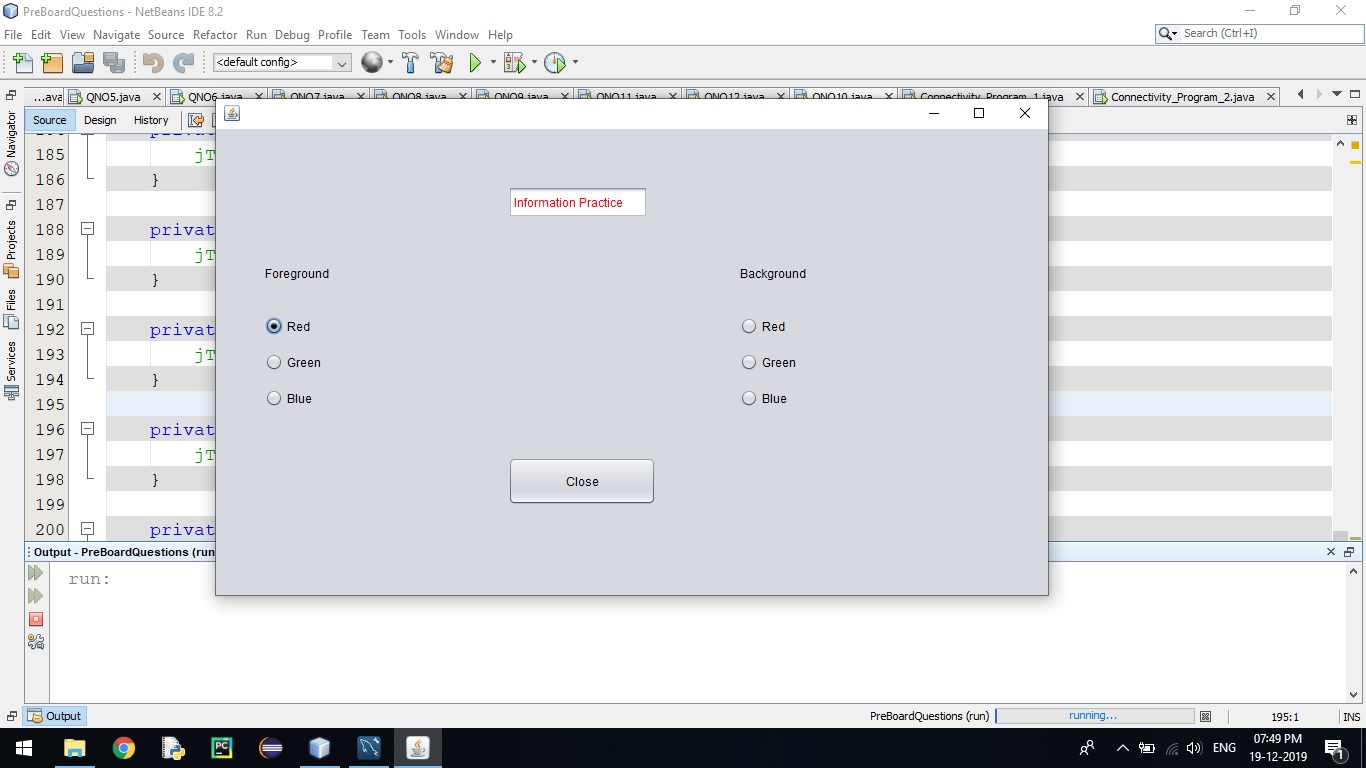 PreBoardQuestions - NetBeans IDE 8.2
File Edit View Navigate Source Refactor Run Debug Profile Team Tools Window Help
Search (Ctrl+I)
<default config>
...ava QNO5.java QNO6.java QNO7.java QNO8.java QNO9.java QNO11.java QNO12.java QNO10.java Connectivity_Program_1.java Connectivity_Program_2.java
Source Design History
Navigator
Projects
Files
Services
185 jT
186 }
187
188 privat
189 jT
190 }
191
192 privat
193 jT
194 }
195
196 privat
197 jT
198 }
199
200 privat
Information Practice
Foreground Background
Red Red
Green Green
Blue Blue
Close
Output - PreBoardQuestions (run
run:
Output
PreBoardQuestions (run) running... 195:1 INS
PC
ENG
07:49 PM
19-12-2019
1